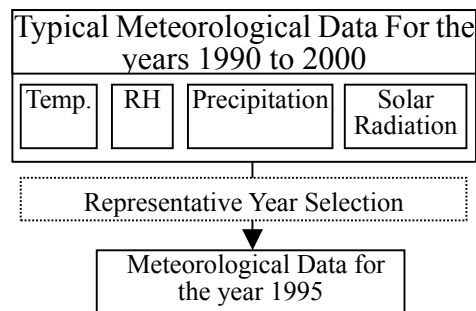 Typical Meteorological Data For the
years 1990 to 2000
Temp.
RH
Precipitation
Solar
Radiation
Representative Year Selection
Meteorological Data for
the year 1995